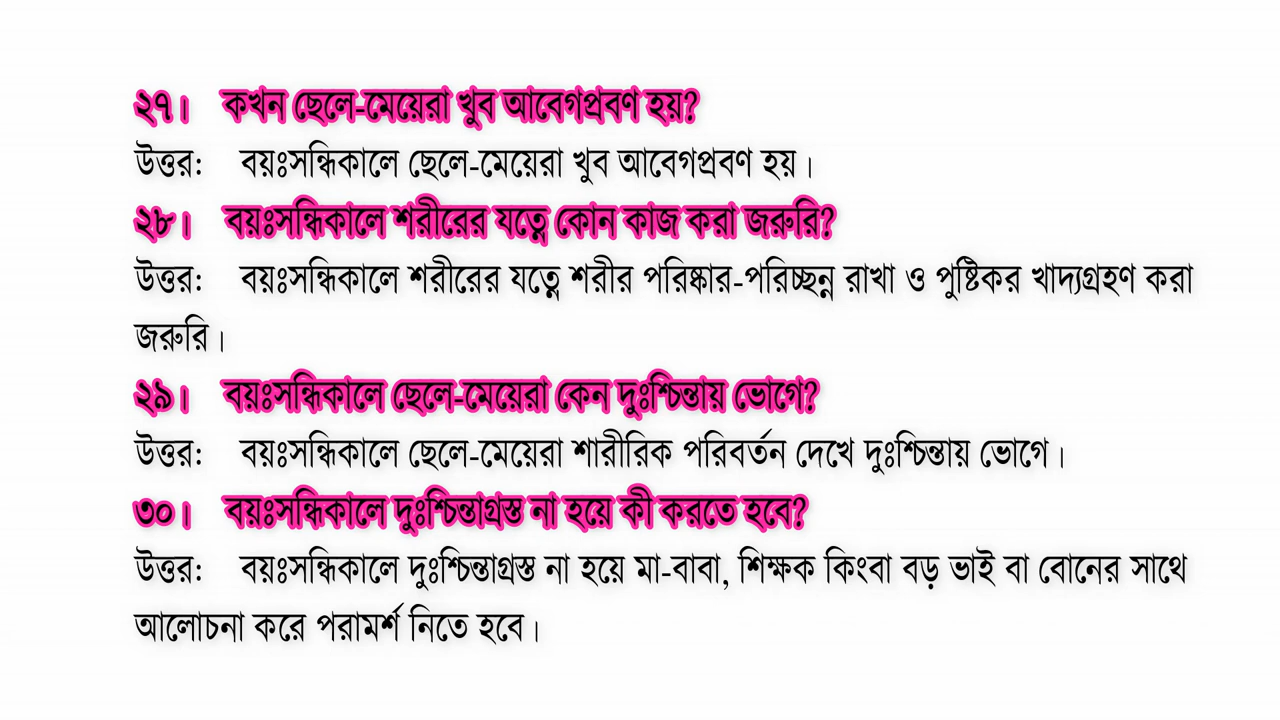 ২৭। কখন ছেলে-মেয়েরা খুব আবেগপ্রবণ হয়?
উত্তর: বয়ঃসন্ধিকালে ছেলে-মেয়েরা খুব আবেগপ্রবণ হয়।
২৮। বয়ঃসন্ধিকালে শরীরের যত্নে কোন কাজ করা জরুরি?
উত্তর: বয়ঃসন্ধিকালে শরীরের যত্নে শরীর পরিষ্কার-পরিচ্ছন্ন রাখা ও পুষ্টিকর খাদ্যগ্রহণ করা
জরুরি।
২৯। বয়ঃসন্ধিকালে ছেলে-মেয়েরা কেন দুঃশ্চিন্তায় ভোগে?
উত্তর: বয়ঃসন্ধিকালে ছেলে-মেয়েরা শারীরিক পরিবর্তন দেখে দুঃশ্চিন্তায় ভোগে।
৩০। বয়ঃসন্ধিকালে দুঃশ্চিন্তাগ্রস্ত না হয়ে কী করতে হবে?
উত্তর: বয়ঃসন্ধিকালে দুঃশ্চিন্তাগ্রস্ত না হয়ে মা-বাবা, শিক্ষক কিংবা বড় ভাই বা বোনের সাথে
আলোচনা করে পরামর্শ নিতে হবে।